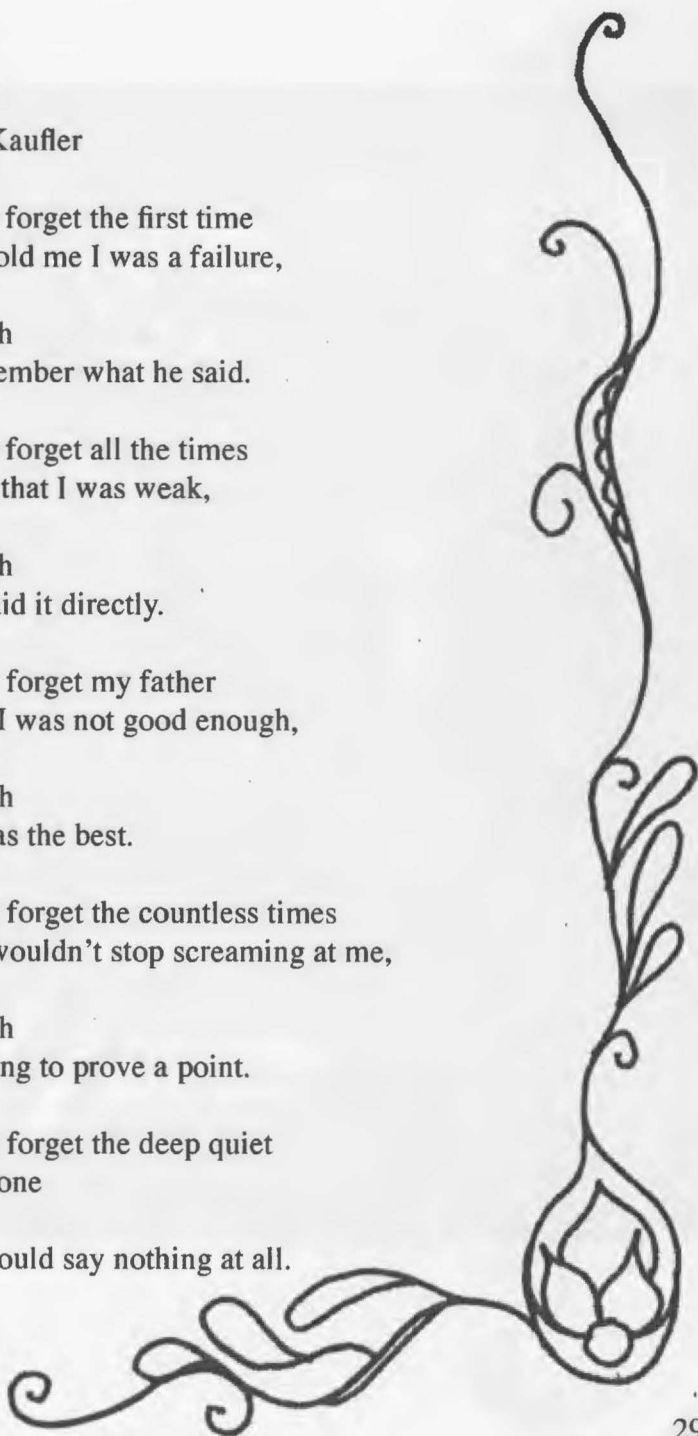 Kaufler
forget the first time
old me I was a failure,
h
ember what he said.
forget all the times
that I was weak,
h
id it directly.
forget my father
I was not good enough,
h
as the best.
forget the countless times
wouldn't stop screaming at me,
h
ng to prove a point.
forget the deep quiet
one
ould say nothing at all.
29